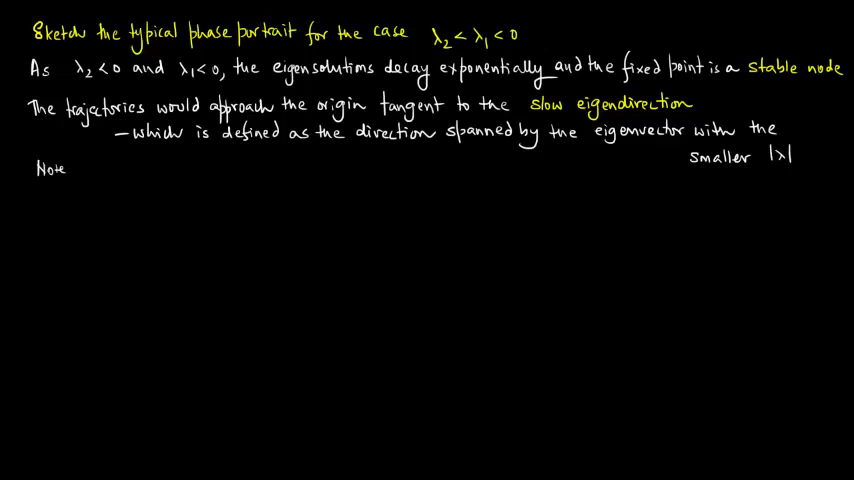 Sketch the typical phase portrait for the case λ₂ < λ₁ < 0
As λ₂ < 0 and λ₁ < 0, the eigensolutions decay exponentially and the fixed point is a stable node
The trajectories would approach the origin tangent to the slow eigendirection
– which is defined as the direction spanned by the eigenvector with the
smaller |λ|
Note